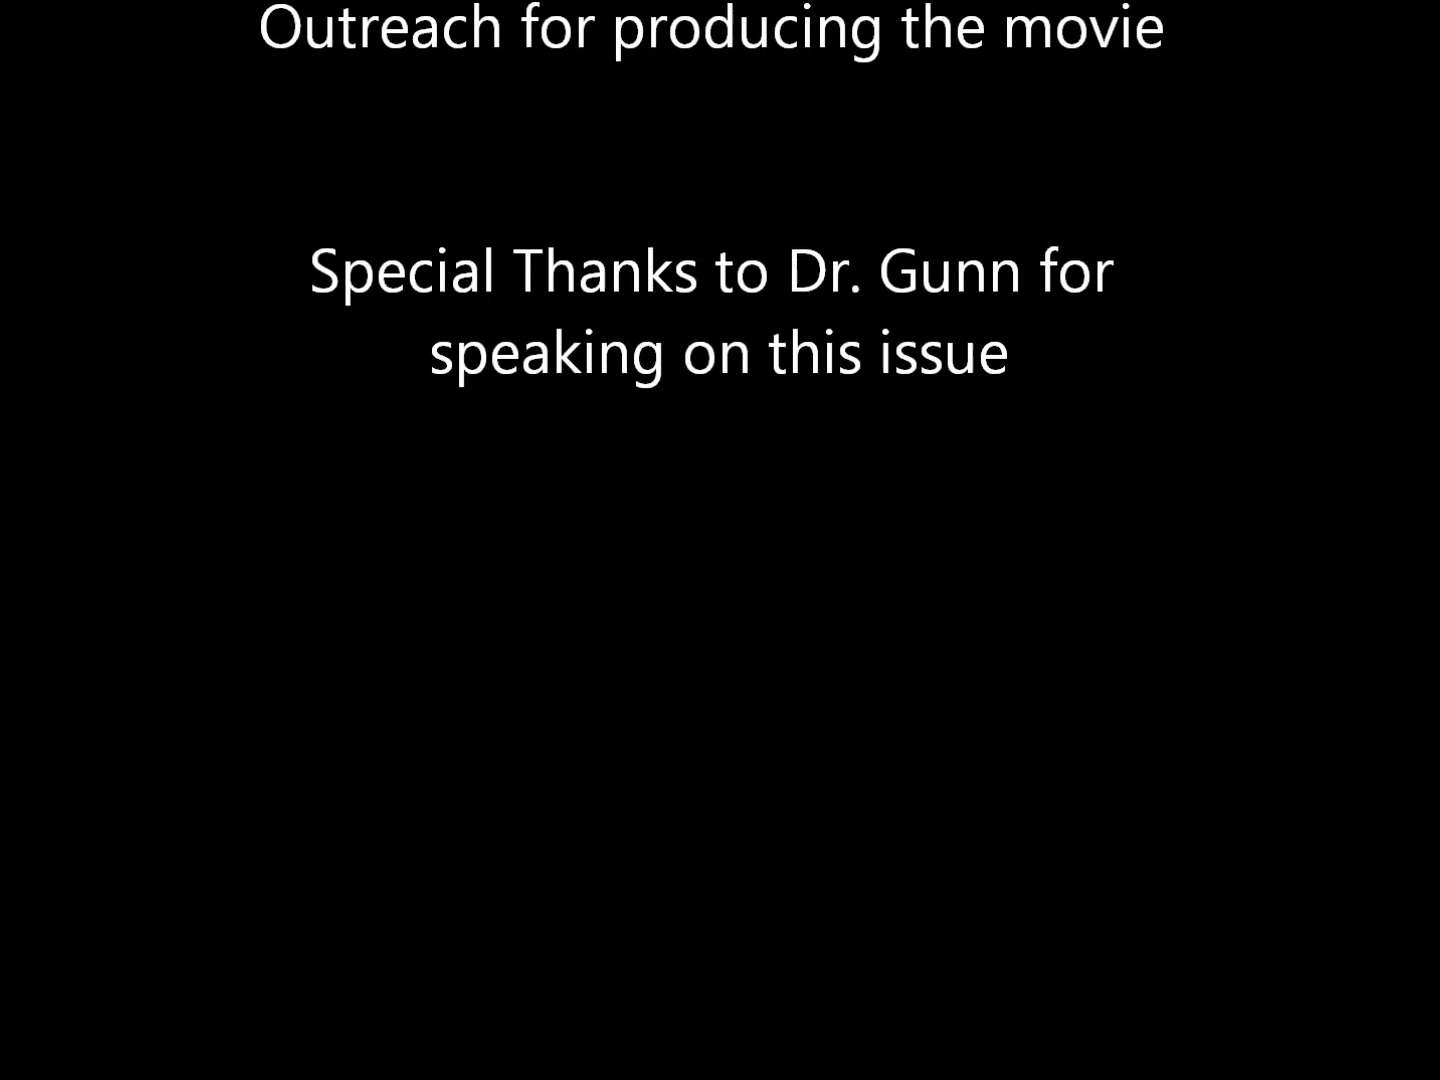 Outreach for producing the movie
Special Thanks to Dr. Gunn for
speaking on this issue